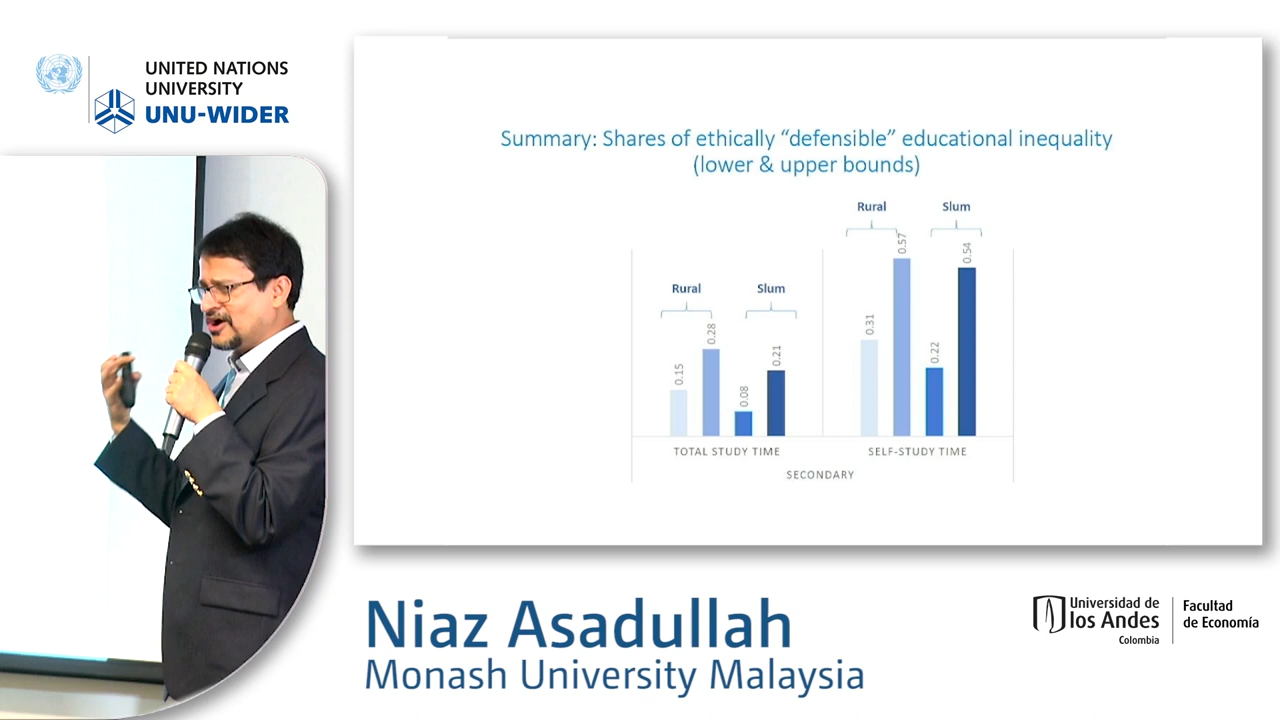 UNITED NATIONS
UNIVERSITY
UNU-WIDER
Summary: Shares of ethically “defensible” educational inequality
(lower & upper bounds)
Rural
Slum
Rural
Slum
0.15
0.28
0.08
0.21
0.31
0.57
0.22
0.54
TOTAL STUDY TIME
SELF-STUDY TIME
SECONDARY
Niaz Asadullah
Monash University Malaysia
Universidad de
los Andes
Colombia
Facultad
de Economía